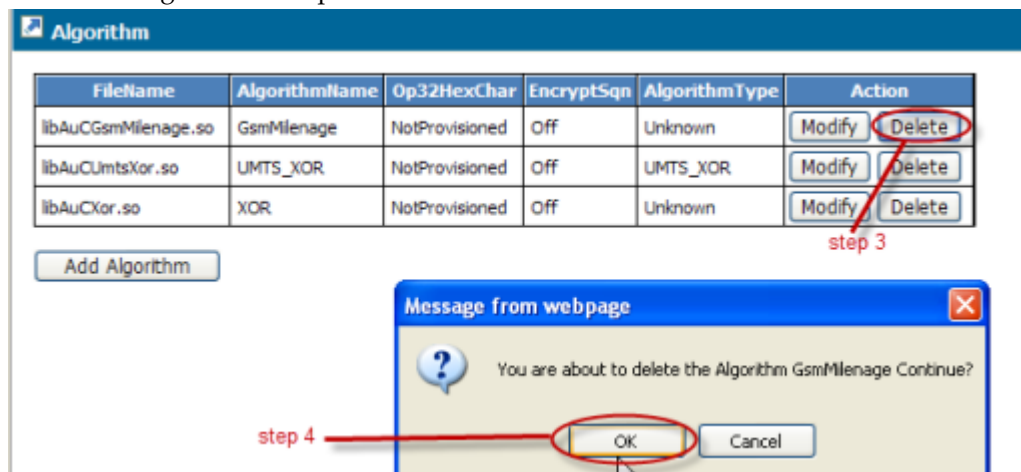 Algorithm
FileName AlgorithmName Op32HexChar EncryptSqn AlgorithmType Action
libAuCGsmMilenage.so GsmMilenage NotProvisioned Off Unknown Modify Delete
libAuCUmtsXor.so UMTS_XOR NotProvisioned Off UMTS_XOR Modify Delete
libAuCXor.so XOR NotProvisioned Off Unknown Modify Delete
step 3
Add Algorithm
Message from webpage
You are about to delete the Algorithm GsmMilenage Continue?
step 4
OK Cancel